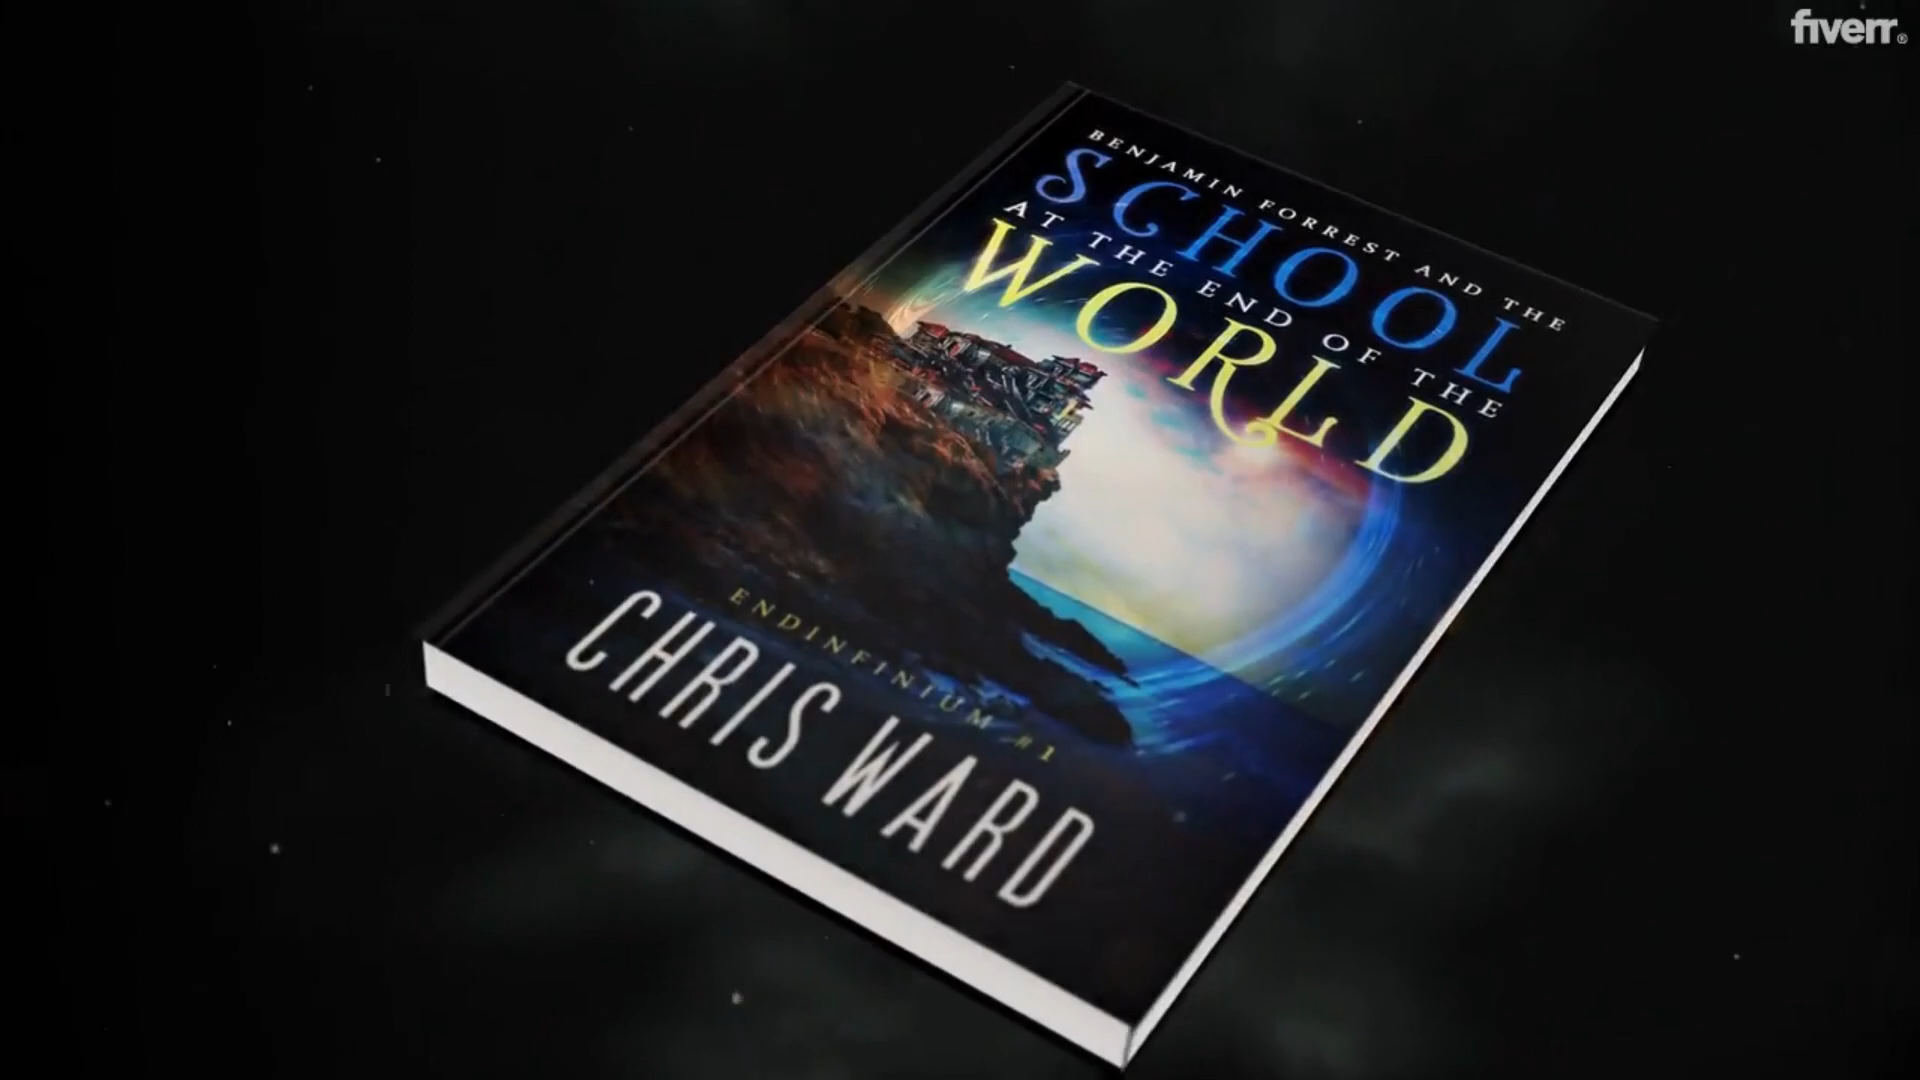 fiverr.
BENJAMIN FORREST AND THE
SCHOOL
AT THE END OF THE
WORLD
ENDINFINIUM #1
CHRIS WARD